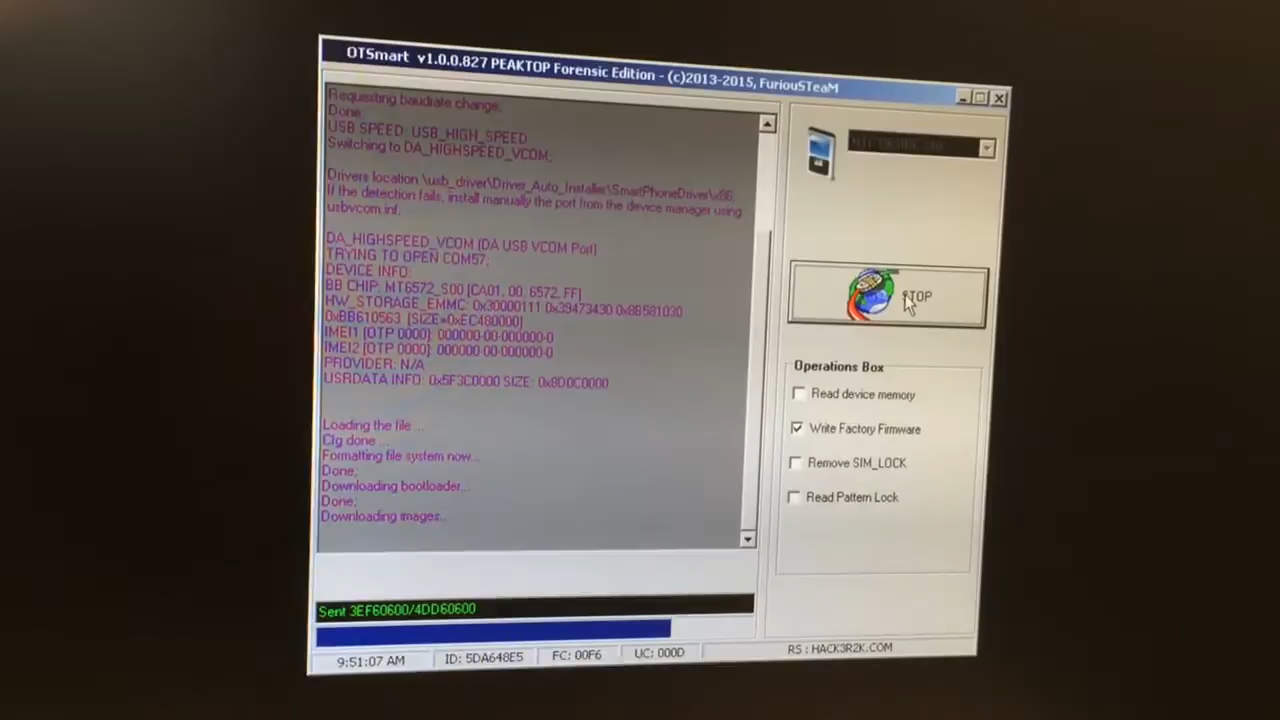 OTSmart v1.0.0.827 PEAKTOP Forensic Edition - (c)2013-2015, FuriouSTeaM
Requesting baudrate change;
Done;
USB SPEED: USB_HIGH_SPEED
Switching to DA_HIGHSPEED_VCOM;
Drivers location \usb_driver\Driver_Auto_Installer\SmartPhoneDriver\x86,
If the detection fails, install manually the port from the device manager using
usbvcom.inf.
DA_HIGHSPEED_VCOM (DA USB VCOM Port)
TRYING TO OPEN COM57;
DEVICE INFO:
BB CHIP: MT6572_S00 [CA01, 00, 6572, FF]
HW_STORAGE_EMMC: 0x30000111 0x39473430 0x8B581030
0xBB610563 [SIZE=0xEC480000]
IMEI1 [OTP 0000]: 000000-00-000000-0
IMEI2 [OTP 0000]: 000000-00-000000-0
PROVIDER: N/A
USRDATA INFO: 0x5F3C0000 SIZE: 0x8D0C0000
Loading the file ...
Cfg done ...
Formatting file system now...
Done;
Downloading bootloader...
Done;
Downloading images..
Sent 3EF60600/4DD60600
9:51:07 AM
ID: 5DA648E5
FC: 00F6
UC: 000D
RS : HACK3R2K.COM
STOP
Operations Box
Read device memory
Write Factory Firmware
Remove SIM_LOCK
Read Pattern Lock